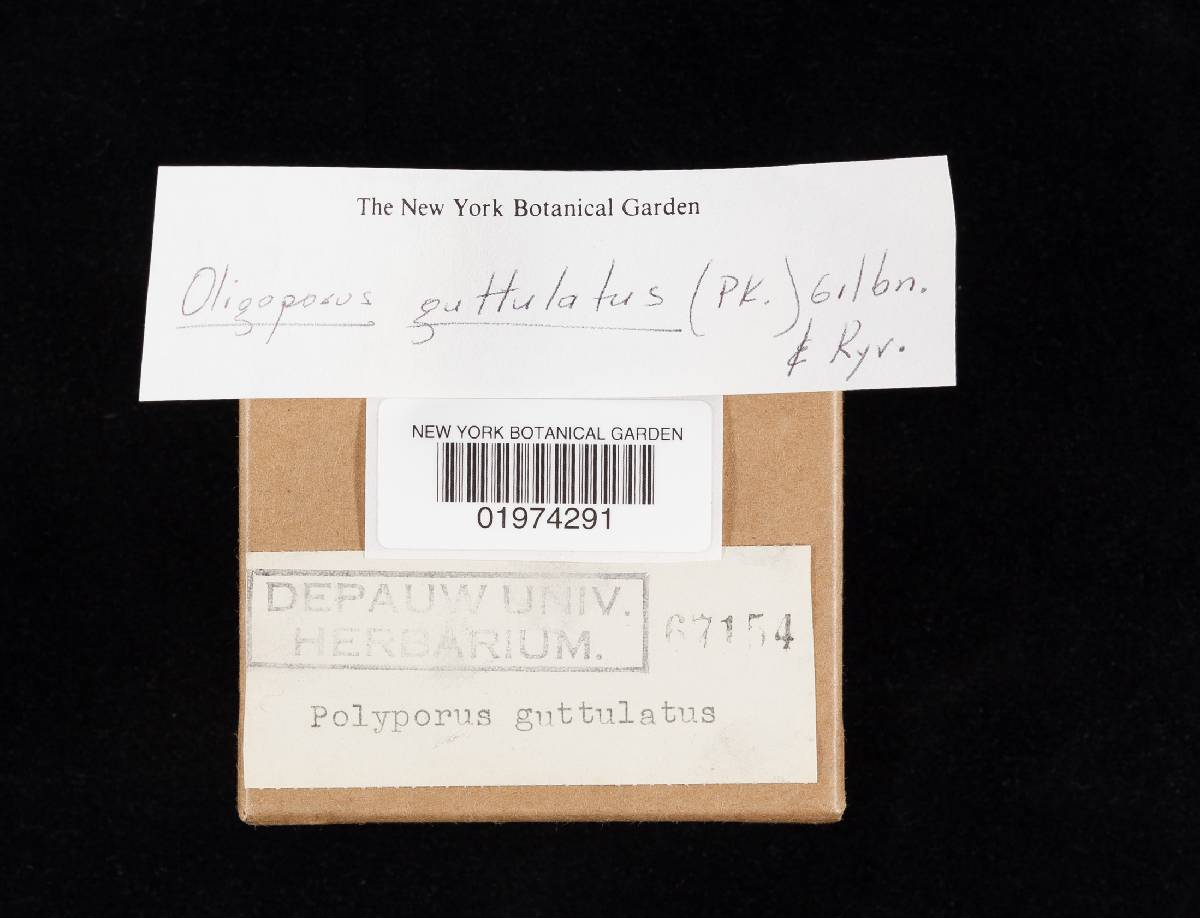 The New York Botanical Garden
Oligoporus guttulatus (PK.) Gilbn.
& Ryv.
NEW YORK BOTANICAL GARDEN
01974291
DEPAUW UNIV.
HERBARIUM.
67154
Polyporus guttulatus